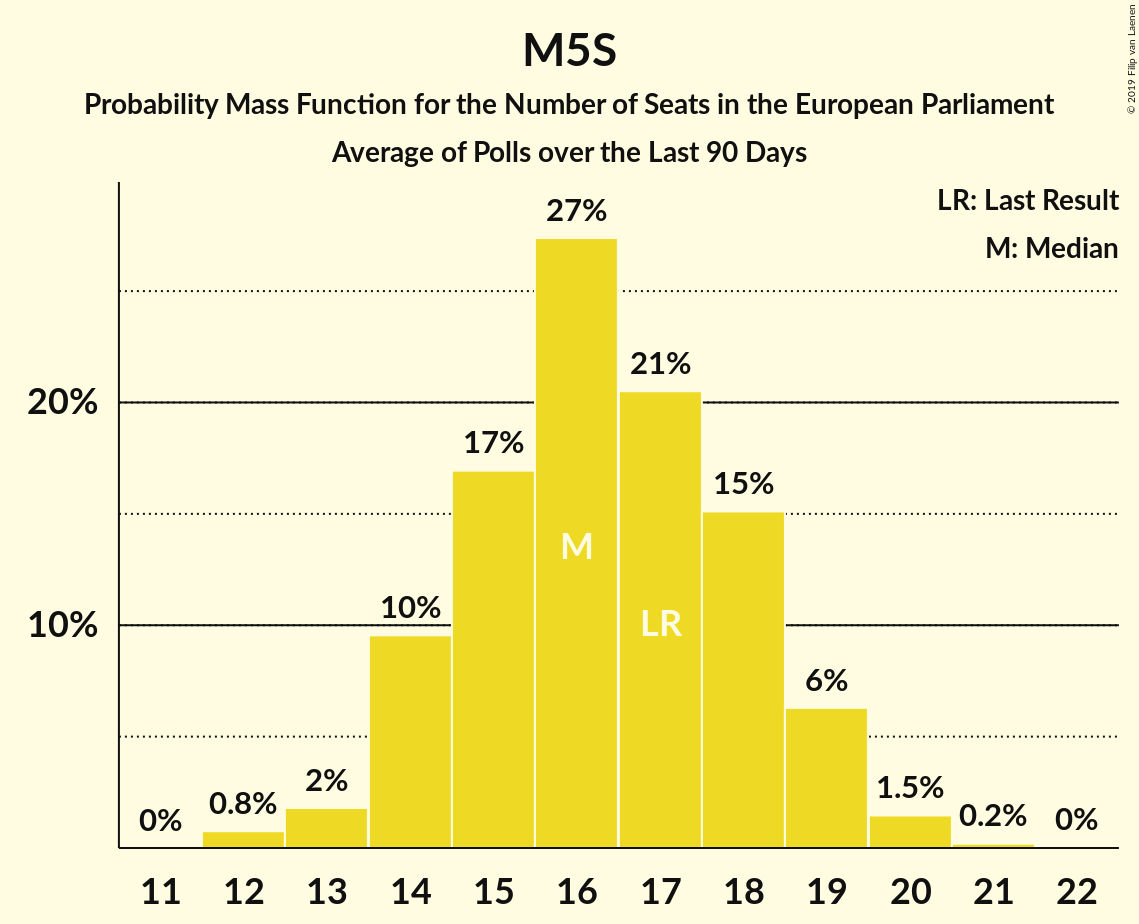 M5S
Probability Mass Function for the Number of Seats in the European Parliament
Average of Polls over the Last 90 Days
© 2019 Filip van Laenen
LR: Last Result
M: Median
27%
21%
20%
17%
15%
M
10%
LR
10%
6%
2%
1.5%
0.8%
0.2%
0%
0%
11 12 13 14 15 16 17 18 19 20 21 22